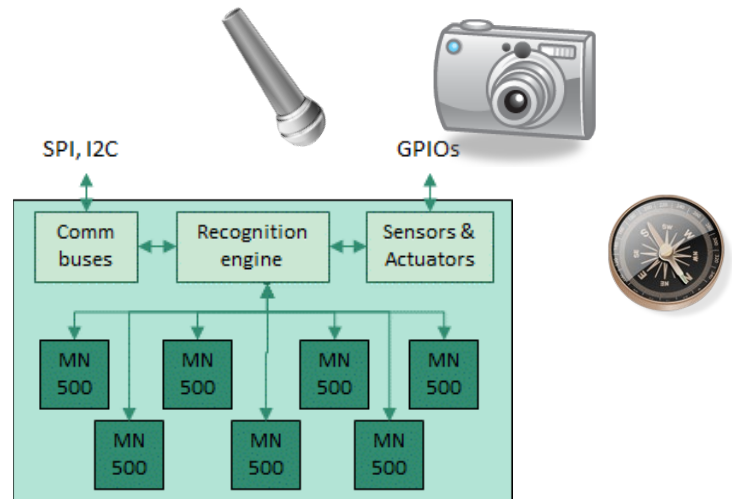 SPI, I2C
GPIOs
Comm
buses
Recognition
engine
Sensors &
Actuators
MN
500
MN
500
MN
500
MN
500
MN
500
MN
500
MN
500
S
W
N
E